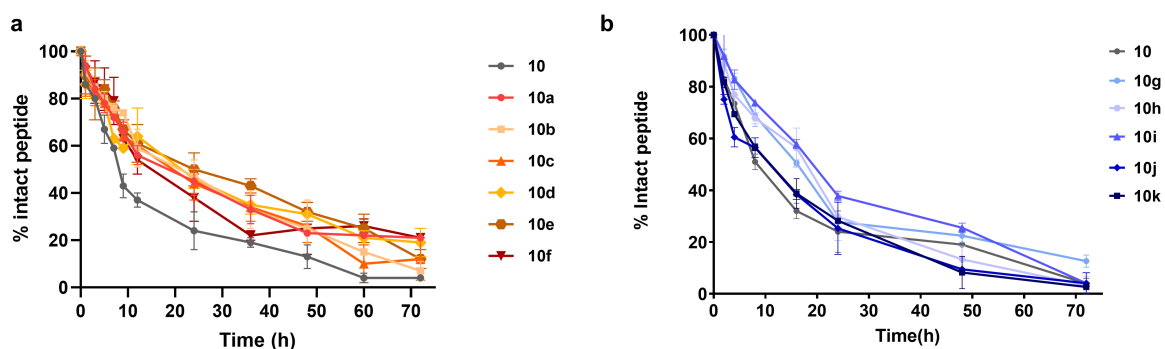 a
% intact peptide
100
80
60
40
20
0
0 10 20 30 40 50 60 70
Time (h)
10
10a
10b
10c
10d
10e
10f
b
% Intact peptide
100
80
60
40
20
0
0 10 20 30 40 50 60 70
Time(h)
10
10g
10h
10i
10j
10k